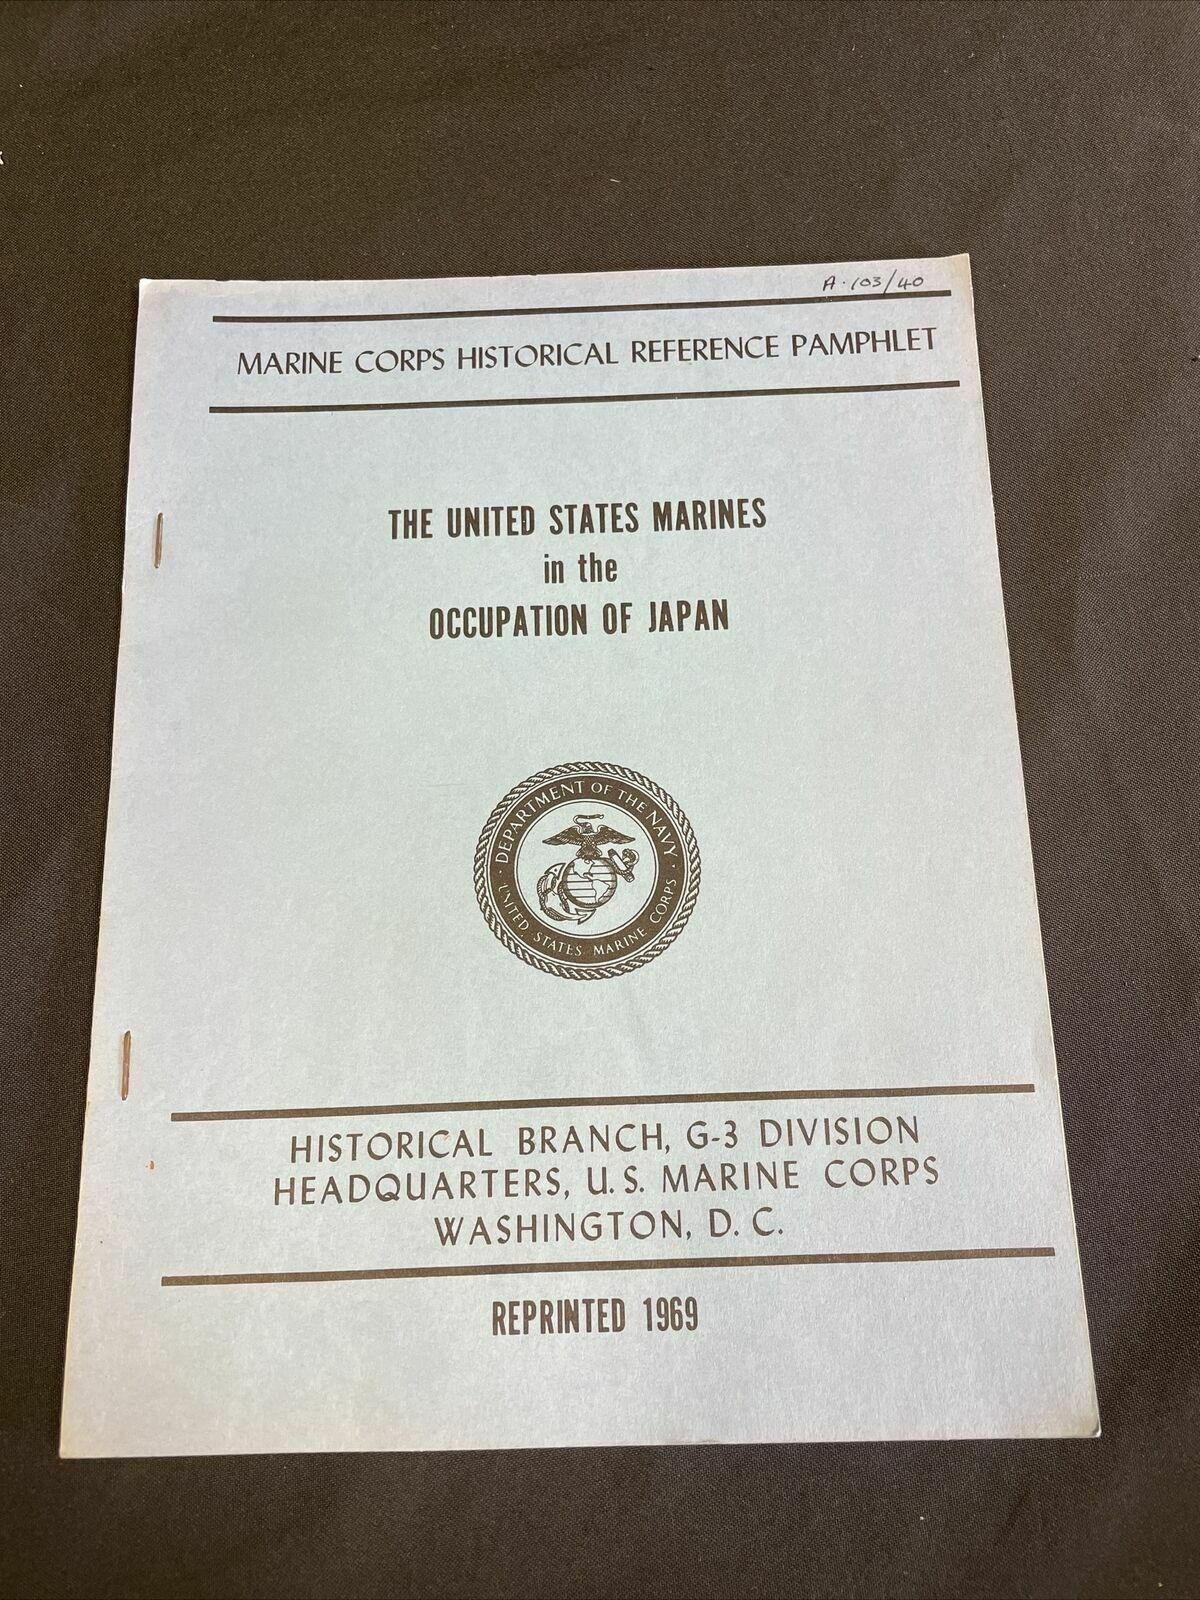 A·103/40
MARINE CORPS HISTORICAL REFERENCE PAMPHLET
THE UNITED STATES MARINES
in the
OCCUPATION OF JAPAN
DEPARTMENT OF THE NAVY
· UNITED STATES MARINE CORPS ·
HISTORICAL BRANCH, G-3 DIVISION
HEADQUARTERS, U. S. MARINE CORPS
WASHINGTON, D. C.
REPRINTED 1969